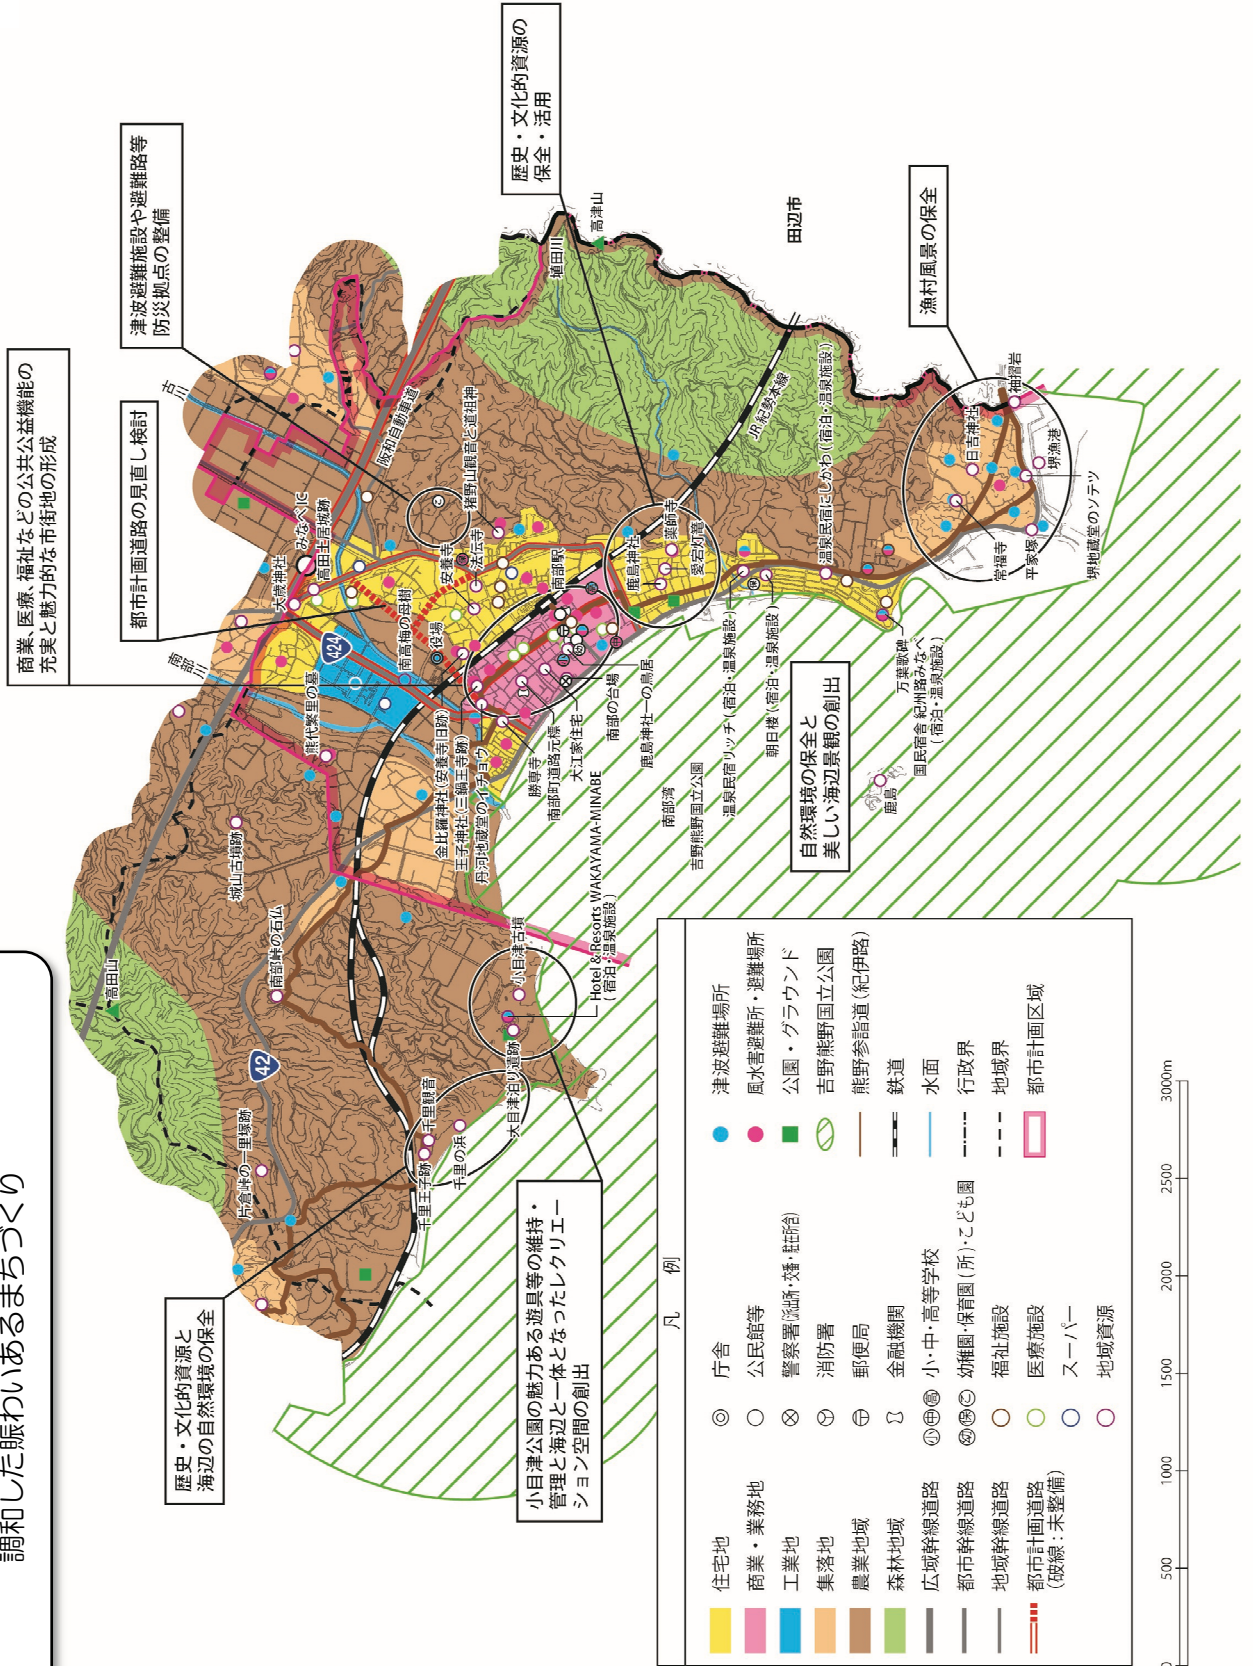 調和した賑わいあるまちづくり
商業、医療、福祉などの公共公益機能の
充実と魅力的な市街地の形成
都市計画道路の見直し検討
津波避難施設や避難路等
防災拠点の整備
歴史・文化的資源の
保全・活用
漁村風景の保全
自然環境の保全と
美しい海辺景観の創出
歴史・文化的資源と
海辺の自然環境の保全
小目津公園の魅力ある遊具等の維持・
管理と海辺と一体となったレクリエー
ション空間の創出
高田山
42
片倉峠の一里塚跡
南部峠の石仏
城山古墳跡
千里王子跡
千里観音
千里の浜
大目津泊り遺跡
小目津古墳
Hotel & Resorts WAKAYAMA-MINABE
(宿泊・温泉施設)
熊代繁里の墓
南部川
424
古川
大歳神社
みなべIC
高田土居城跡
阪和自動車道
南高梅の母樹
役場
安養寺
法伝寺
猪野山観音と道祖神
南部駅
金比羅神社(安養寺旧跡)
王子神社(三鍋王寺跡)
丹河地蔵堂のイチョウ
勝専寺
南部町道路元標
大江家住宅
南部の台場
鹿島神社一の鳥居
鹿島神社
薬師寺
愛宕灯篭
南部湾
吉野熊野国立公園
温泉民宿リッチ(宿泊・温泉施設)
朝日楼(宿泊・温泉施設)
温泉民宿にしかわ(宿泊・温泉施設)
鹿島
万葉歌碑
国民宿舎 紀州路みなべ
(宿泊・温泉施設)
埴田川
高津山
田辺市
JR紀勢本線
日吉神社
袖摺岩
堺漁港
常福寺
平家塚
堺地蔵堂のソテツ
凡 例
住宅地
商業・業務地
工業地
集落地
農業地域
森林地域
広域幹線道路
都市幹線道路
地域幹線道路
都市計画道路
(破線:未整備)
庁舎
公民館等
警察署(派出所・交番・駐在所含)
消防署
郵便局
金融機関
小中高 小・中・高等学校
幼保こ 幼稚園・保育園(所)・こども園
福祉施設
医療施設
スーパー
地域資源
津波避難場所
風水害避難所・避難場所
公園・グラウンド
吉野熊野国立公園
熊野参詣道(紀伊路)
鉄道
水面
行政界
地域界
都市計画区域
0 500 1000 1500 2000 2500 3000m